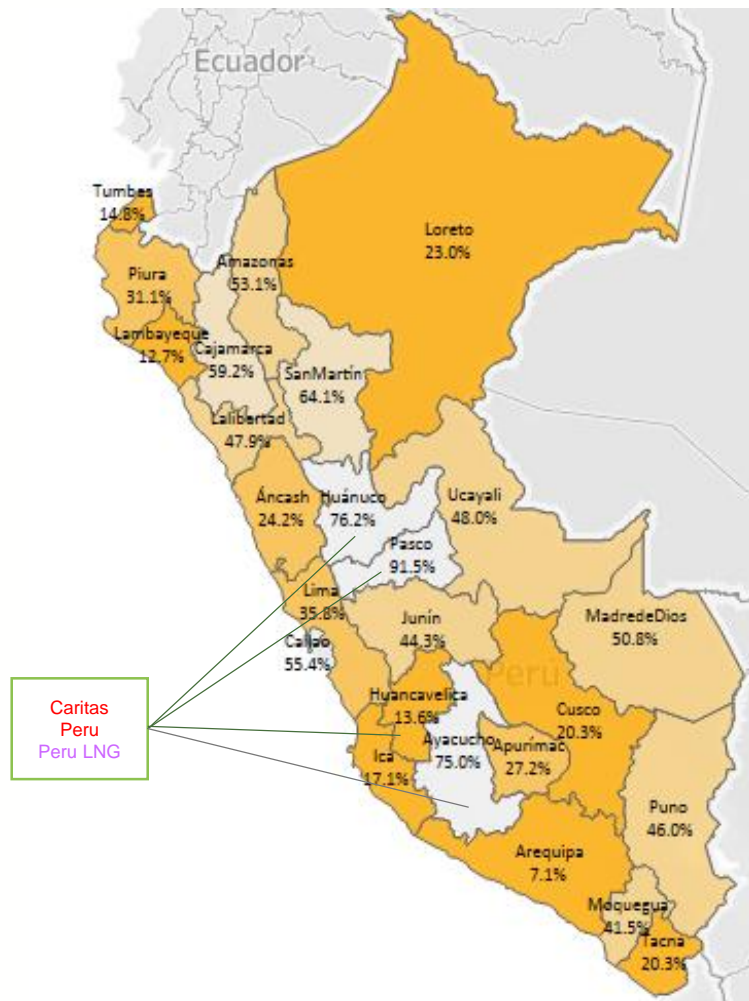 Ecuador
Tumbes
14.8%
Loreto
23.0%
Amazonas
53.1%
Piura
31.1%
Lambayeque
12.7%
Cajamarca
59.2%
SanMartín
64.1%
Lalibertad
47.9%
Áncash
24.2%
Huánuco
76.2%
Ucayali
48.0%
Pasco
91.5%
Lima
35.8%
Junín
44.3%
MadredeDios
50.8%
Callao
55.4%
Perú
Huancavelica
13.6%
Cusco
20.3%
Caritas
Peru
Peru LNG
Ayacucho
75.0%
Apurímac
27.2%
Ica
17.1%
Puno
46.0%
Arequipa
7.1%
Moquegua
41.5%
Tacna
20.3%